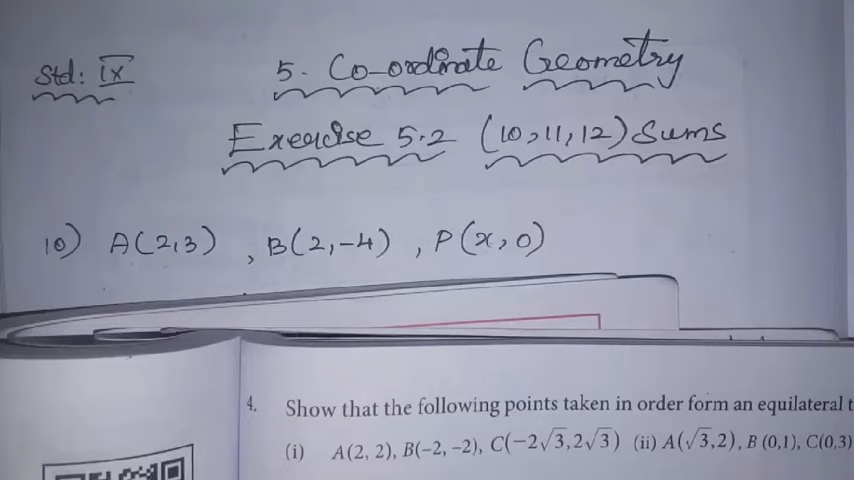 Std: IX
5. Co-ordinate Geometry
Exercise 5.2 (10,11,12) Sums
10) A(2,3) , B(2,-4) , P(x,0)
4. Show that the following points taken in order form an equilateral t
(i) A(2, 2), B(−2, −2), C(−2√3,2√3) (ii) A(√3,2), B (0,1), C(0,3)